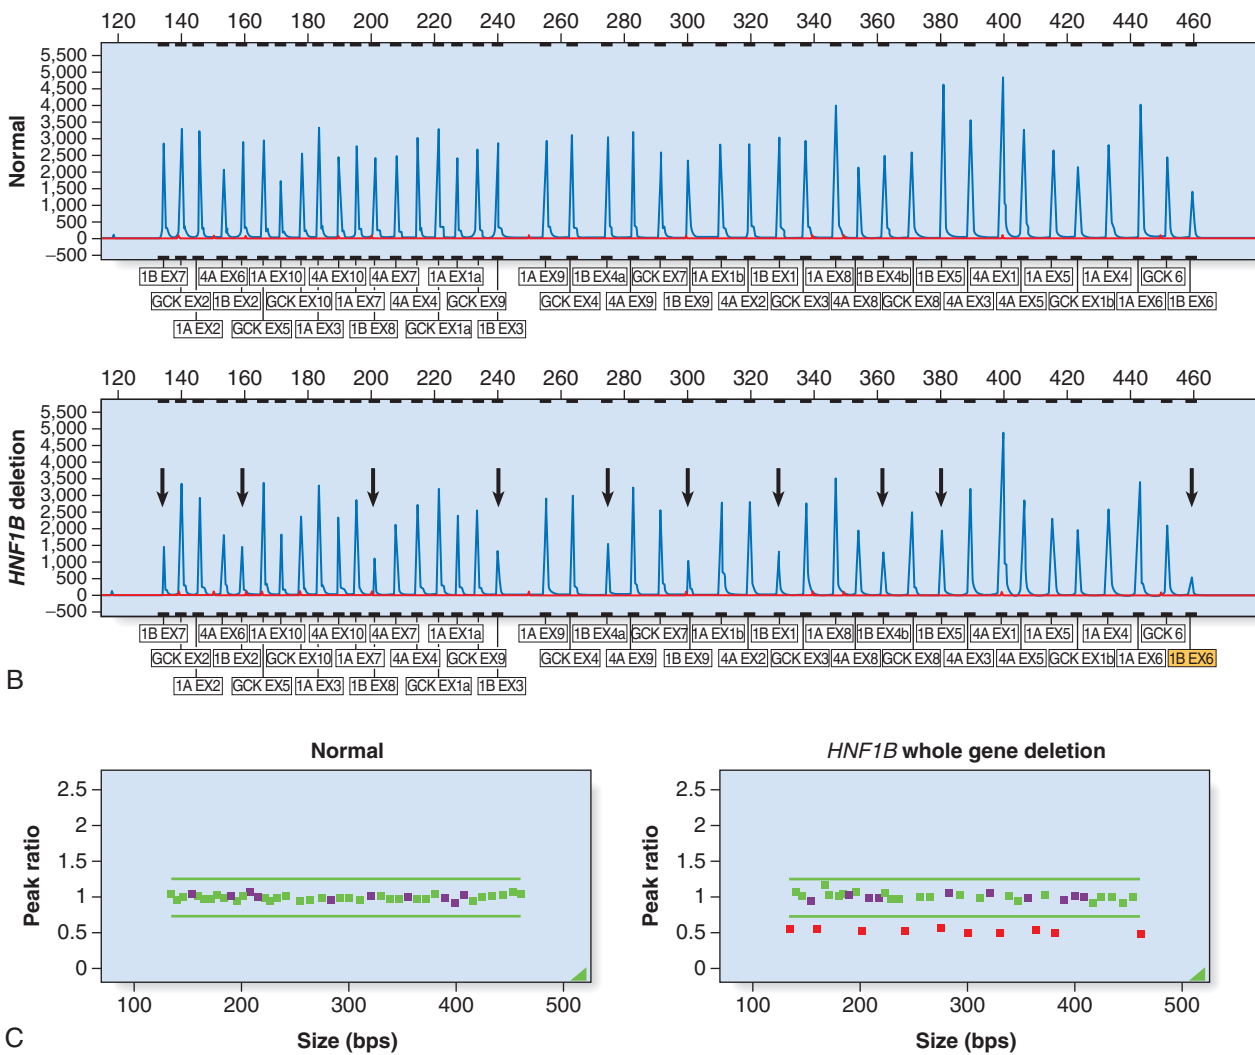 120 140 160 180 200 220 240 260 280 300 320 340 360 380 400 420 440 460
Normal
5,500
5,000
4,500
4,000
3,500
3,000
2,500
2,000
1,500
1,000
500
0
−500
1B EX7 4A EX6 1A EX10 4A EX10 4A EX7 1A EX1a 1A EX9 1B EX4a GCK EX7 1A EX1b 1B EX1 1A EX8 1B EX4b 1B EX5 4A EX1 1A EX5 1A EX4 GCK 6
GCK EX2 1B EX2 GCK EX10 1A EX7 4A EX4 GCK EX9 GCK EX4 4A EX9 1B EX9 4A EX2 GCK EX3 4A EX8 GCK EX8 4A EX3 4A EX5 GCK EX1b 1A EX6 1B EX6
1A EX2 GCK EX5 1A EX3 1B EX8 GCK EX1a 1B EX3
120 140 160 180 200 220 240 260 280 300 320 340 360 380 400 420 440 460
HNF1B deletion
5,500
5,000
4,500
4,000
3,500
3,000
2,500
2,000
1,500
1,000
500
0
−500
1B EX7 4A EX6 1A EX10 4A EX10 4A EX7 1A EX1a 1A EX9 1B EX4a GCK EX7 1A EX1b 1B EX1 1A EX8 1B EX4b 1B EX5 4A EX1 1A EX5 1A EX4 GCK 6
GCK EX2 1B EX2 GCK EX10 1A EX7 4A EX4 GCK EX9 GCK EX4 4A EX9 1B EX9 4A EX2 GCK EX3 4A EX8 GCK EX8 4A EX3 4A EX5 GCK EX1b 1A EX6 1B EX6
1A EX2 GCK EX5 1A EX3 1B EX8 GCK EX1a 1B EX3
B
Normal
Peak ratio
2.5
2
1.5
1
0.5
0
100 200 300 400 500
Size (bps)
HNF1B whole gene deletion
Peak ratio
2.5
2
1.5
1
0.5
0
100 200 300 400 500
Size (bps)
C